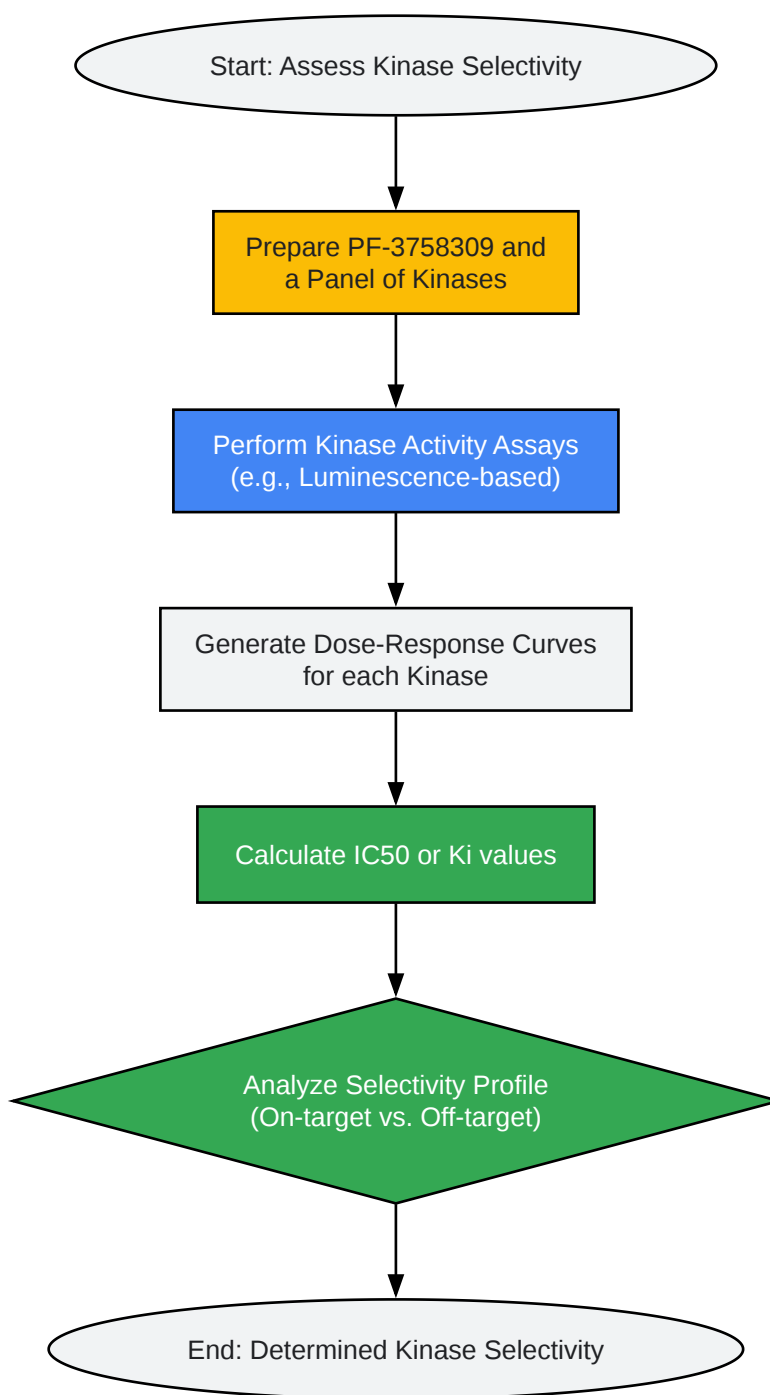 Start: Assess Kinase Selectivity
Prepare PF-3758309 and
a Panel of Kinases
Perform Kinase Activity Assays
(e.g., Luminescence-based)
Generate Dose-Response Curves
for each Kinase
Calculate IC50 or Ki values
Analyze Selectivity Profile
(On-target vs. Off-target)
End: Determined Kinase Selectivity